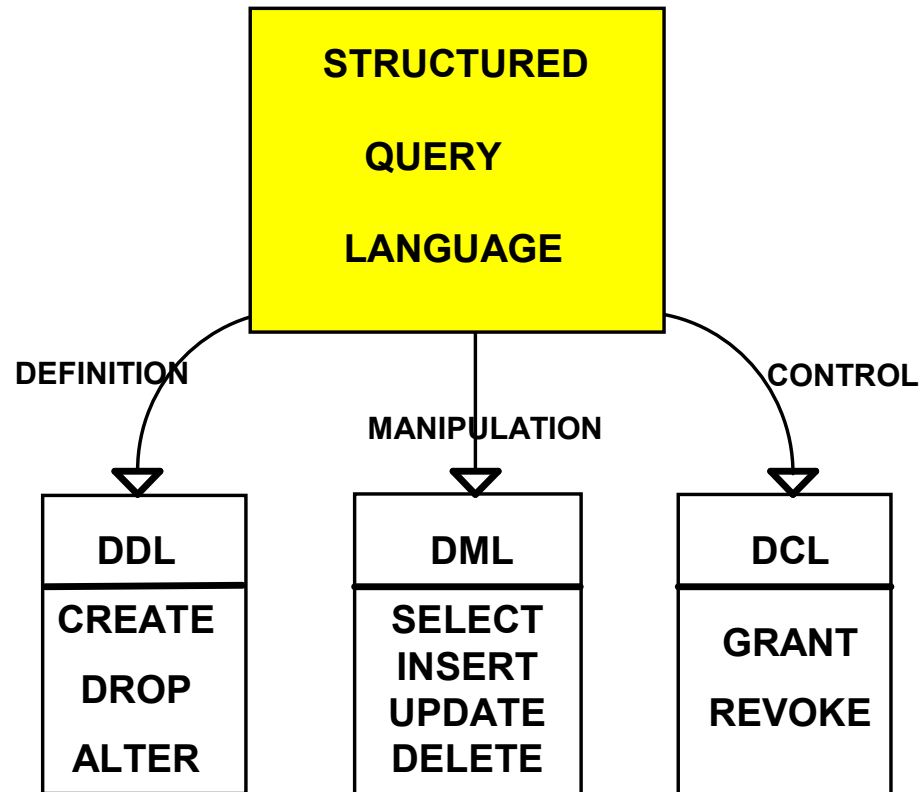 STRUCTURED
QUERY
LANGUAGE
DEFINITION
MANIPULATION
CONTROL
DDL
CREATE
DROP
ALTER
DML
SELECT
INSERT
UPDATE
DELETE
DCL
GRANT
REVOKE